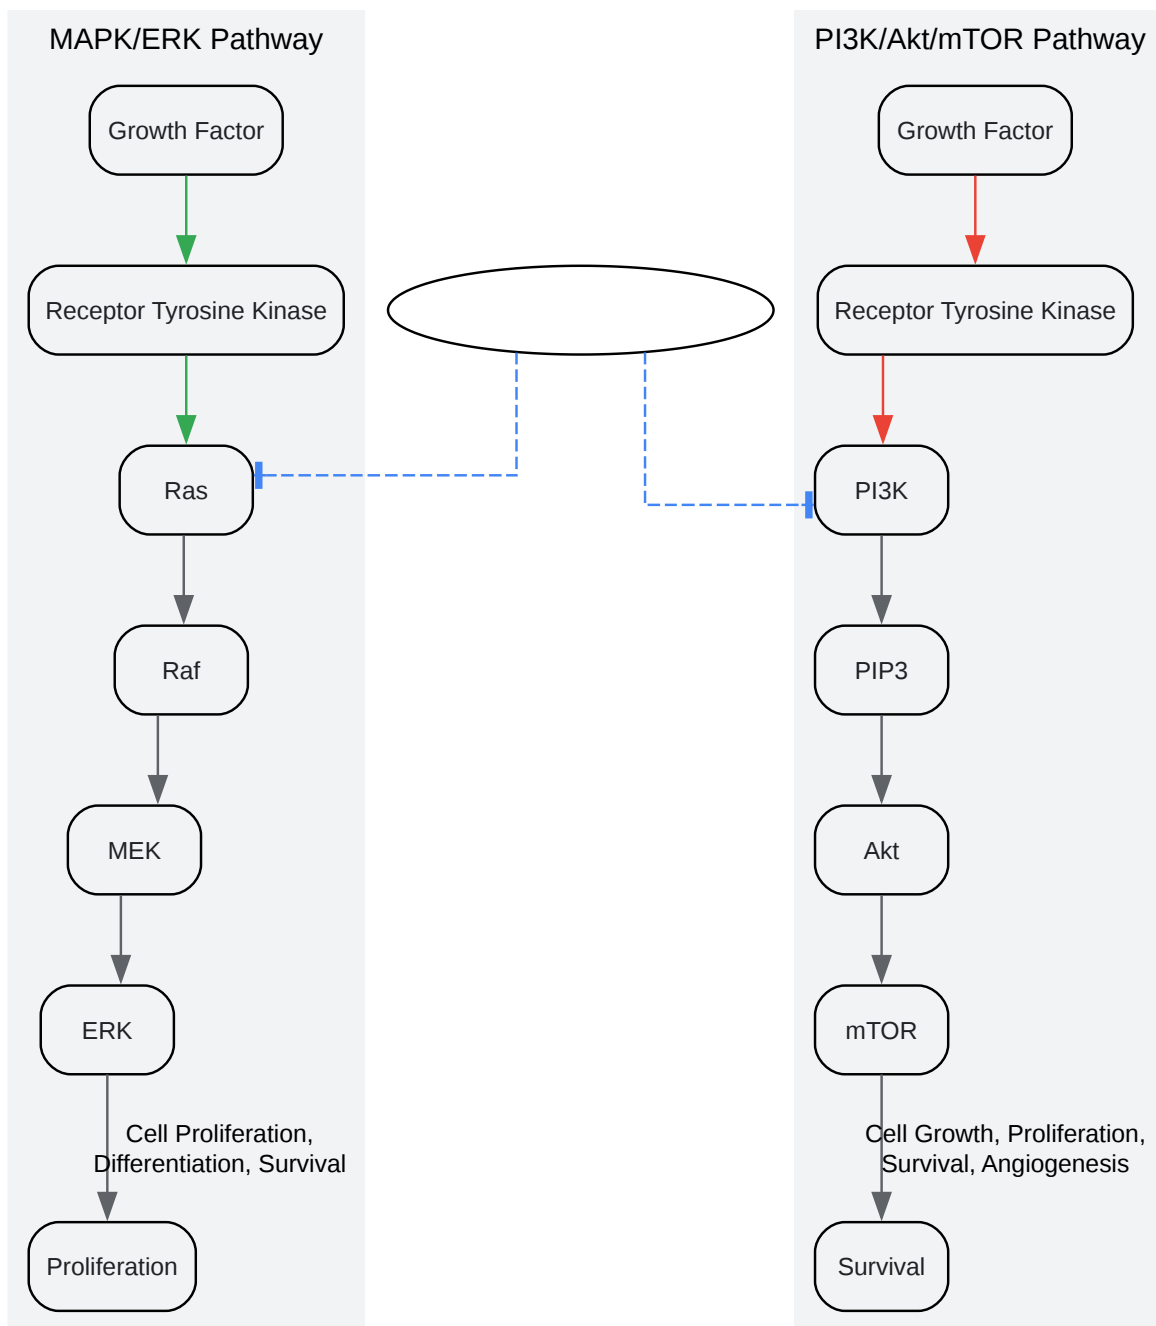 MAPK/ERK Pathway
Growth Factor
Receptor Tyrosine Kinase
Ras
Raf
MEK
ERK
Cell Proliferation,
Differentiation, Survival
Proliferation
PI3K/Akt/mTOR Pathway
Growth Factor
Receptor Tyrosine Kinase
PI3K
PIP3
Akt
mTOR
Cell Growth, Proliferation,
Survival, Angiogenesis
Survival